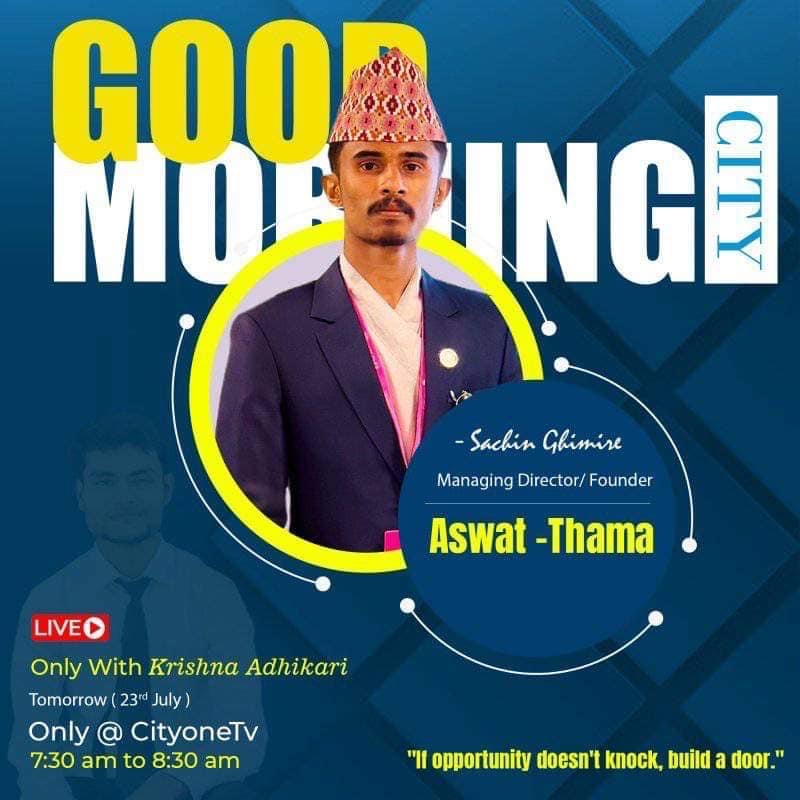 GOOD
MORNING
CITY
- Sachin Ghimire
Managing Director/ Founder
Aswat -Thama
LIVE
Only With Krishna Adhikari
Tomorrow ( 23rd July )
Only @ CityoneTv
7:30 am to 8:30 am
"If opportunity doesn't knock, build a door."